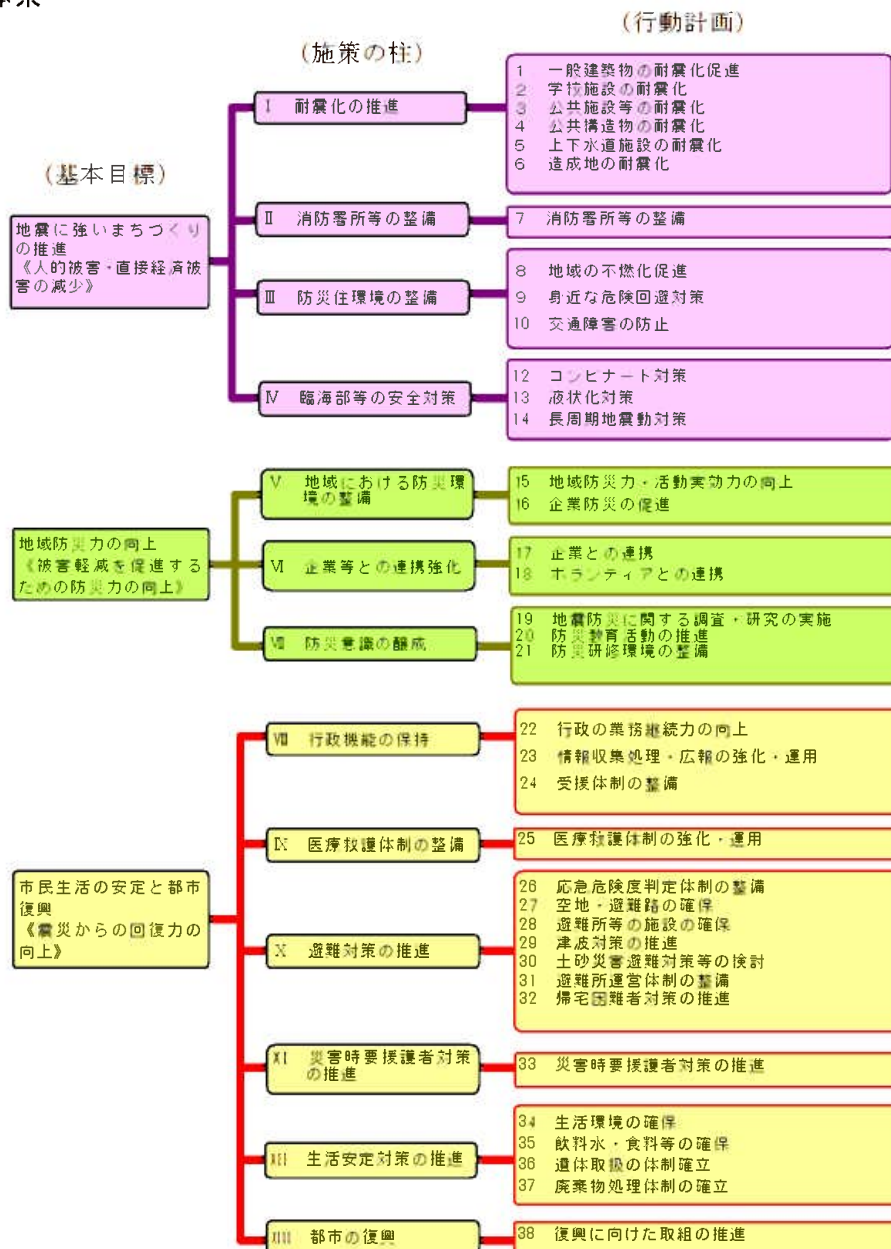 体系
(基本目標)
(施策の柱)
(行動計画)
地震に強いまちづくり
の推進
《人的被害・直接経済被
害の減少》
Ⅰ 耐震化の推進
1 一般建築物の耐震化促進
2 学校施設の耐震化
3 公共施設等の耐震化
4 公共構造物の耐震化
5 上下水道施設の耐震化
6 造成地の耐震化
Ⅱ 消防署所等の整備
7 消防署所等の整備
Ⅲ 防災住環境の整備
8 地域の不燃化促進
9 身近な危険回避対策
10 交通障害の防止
Ⅳ 臨海部等の安全対策
12 コンビナート対策
13 液状化対策
14 長周期地震動対策
地域防災力の向上
《被害軽減を促進する
ための防災力の向上》
Ⅴ 地域における防災環
境の整備
15 地域防災力・活動実効力の向上
16 企業防災の促進
Ⅵ 企業等との連携強化
17 企業との連携
18 ボランティアとの連携
Ⅶ 防災意識の醸成
19 地震防災に関する調査・研究の実施
20 防災教育活動の推進
21 防災研修環境の整備
市民生活の安定と都市
復興
《震災からの回復力の
向上》
Ⅷ 行政機能の保持
22 行政の業務継続力の向上
23 情報収集処理・広報の強化・運用
24 受援体制の整備
Ⅸ 医療救護体制の整備
25 医療救護体制の強化・運用
Ⅹ 避難対策の推進
26 応急危険度判定体制の整備
27 空地・避難路の確保
28 避難所等の施設の確保
29 津波対策の推進
30 土砂災害避難対策等の検討
31 避難所運営体制の整備
32 帰宅困難者対策の推進
ⅩⅠ 災害時要援護者対策
の推進
33 災害時要援護者対策の推進
ⅩⅡ 生活安定対策の推進
34 生活環境の確保
35 飲料水・食料等の確保
36 遺体取扱の体制確立
37 廃棄物処理体制の確立
ⅩⅢ 都市の復興
38 復興に向けた取組の推進